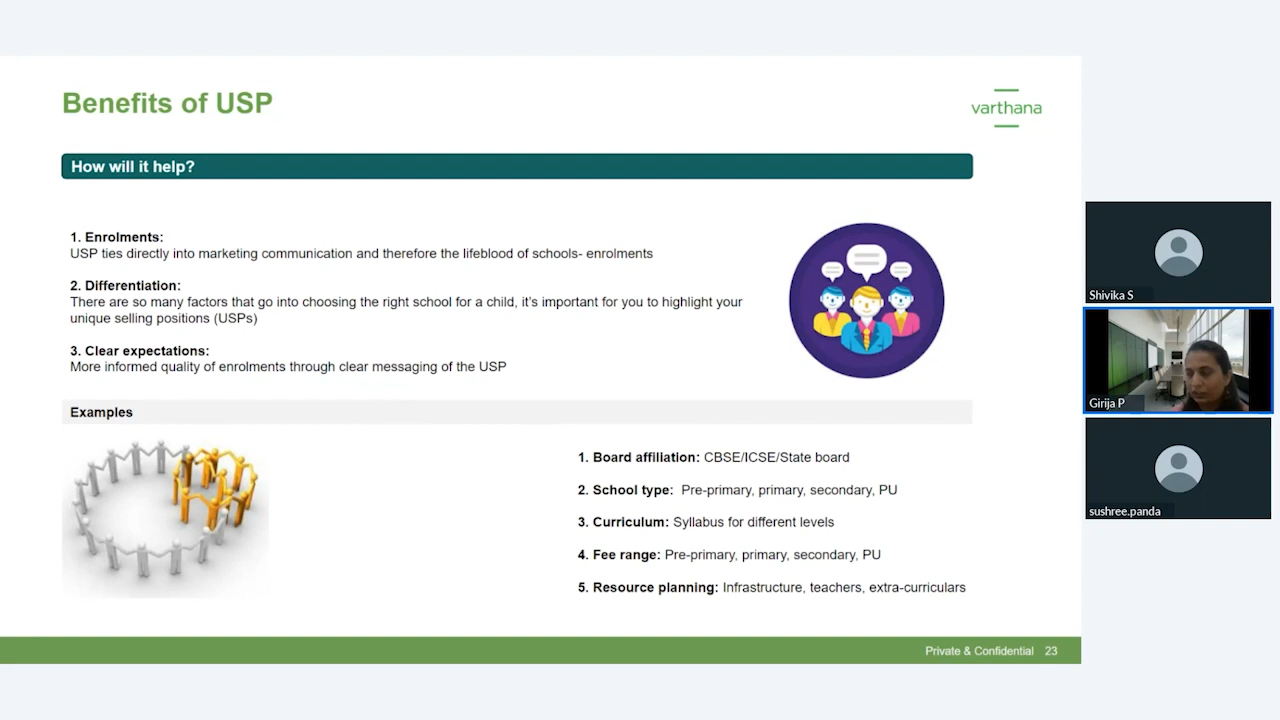 Benefits of USP
varthana
How will it help?
1. Enrolments:
USP ties directly into marketing communication and therefore the lifeblood of schools- enrolments
2. Differentiation:
There are so many factors that go into choosing the right school for a child, it's important for you to highlight your
unique selling positions (USPs)
3. Clear expectations:
More informed quality of enrolments through clear messaging of the USP
Examples
1. Board affiliation: CBSE/ICSE/State board
2. School type: Pre-primary, primary, secondary, PU
3. Curriculum: Syllabus for different levels
4. Fee range: Pre-primary, primary, secondary, PU
5. Resource planning: Infrastructure, teachers, extra-curriculars
Private & Confidential 23
Shivika S
Girija P
sushree.panda